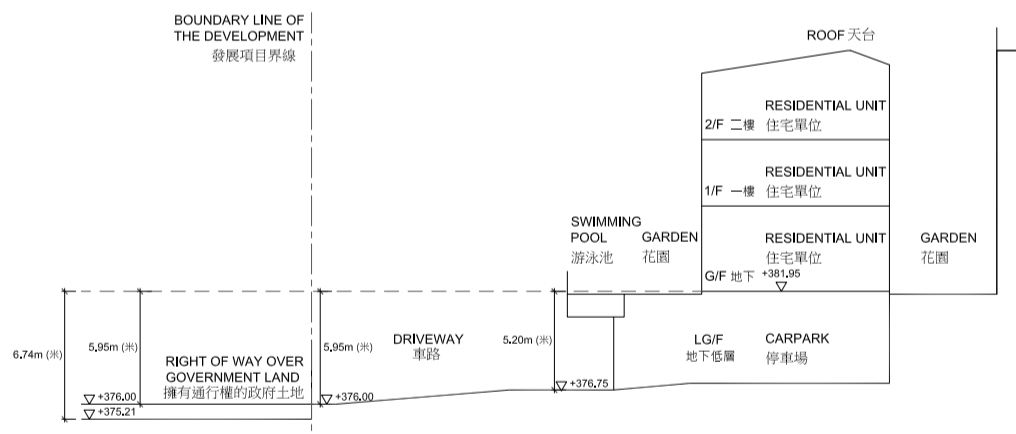 BOUNDARY LINE OF
THE DEVELOPMENT
發展項目界線
ROOF 天台
RESIDENTIAL UNIT
2/F 二樓 住宅單位
RESIDENTIAL UNIT
1/F 一樓 住宅單位
SWIMMING
POOL
游泳池
GARDEN
花園
RESIDENTIAL UNIT
住宅單位
G/F 地下 +381.95
GARDEN
花園
6.74m (米)
5.95m (米)
5.95m (米)
DRIVEWAY
車路
5.20m (米)
LG/F
地下低層
CARPARK
停車場
RIGHT OF WAY OVER
GOVERNMENT LAND
擁有通行權的政府土地
+376.00
+375.21
+376.00
+376.75